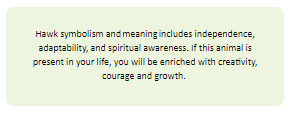 Hawk symbolism and meaning includes independence,
adaptability, and spiritual awareness. If this animal is
present in your life, you will be enriched with creativity,
courage and growth.